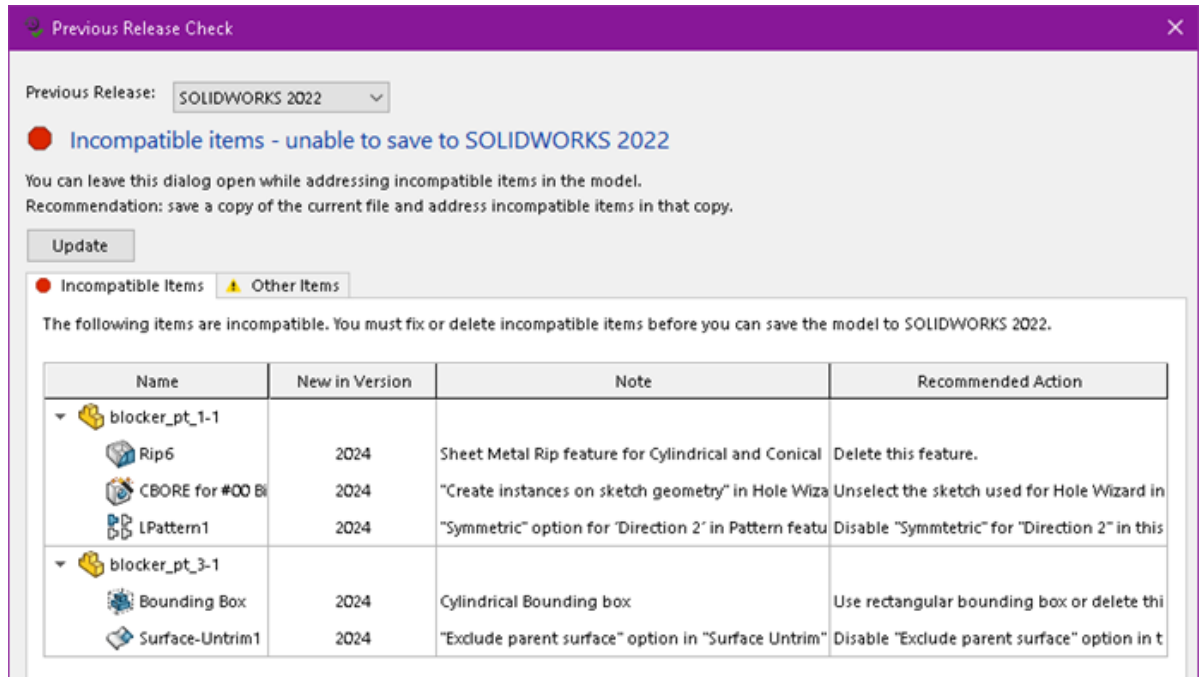 Previous Release Check
Previous Release: SOLIDWORKS 2022
Incompatible items - unable to save to SOLIDWORKS 2022
You can leave this dialog open while addressing incompatible items in the model.
Recommendation: save a copy of the current file and address incompatible items in that copy.
Update
Incompatible Items Other Items
The following items are incompatible. You must fix or delete incompatible items before you can save the model to SOLIDWORKS 2022.
Name New in Version Note Recommended Action
blocker_pt_1-1
Rip6 2024 Sheet Metal Rip feature for Cylindrical and Conical Delete this feature.
CBORE for #00 Bi 2024 "Create instances on sketch geometry" in Hole Wiza Unselect the sketch used for Hole Wizard in
LPattern1 2024 "Symmetric" option for 'Direction 2' in Pattern featu Disable "Symmtetric" for "Direction 2" in this
blocker_pt_3-1
Bounding Box 2024 Cylindrical Bounding box Use rectangular bounding box or delete thi
Surface-Untrim1 2024 "Exclude parent surface" option in "Surface Untrim" Disable "Exclude parent surface" option in t